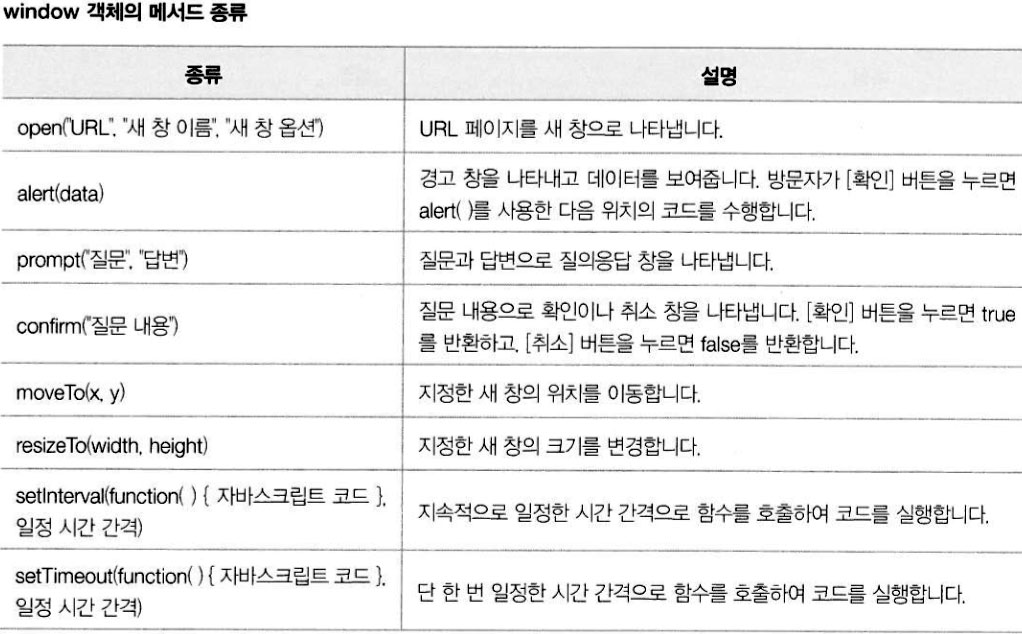 window 객체의 메서드 종류
종류 설명
open("URL", "새 창 이름", "새 창 옵션") URL 페이지를 새 창으로 나타냅니다.
alert(data) 경고 창을 나타내고 데이터를 보여줍니다. 방문자가 [확인] 버튼을 누르면
alert( )를 사용한 다음 위치의 코드를 수행합니다.
prompt("질문", "답변") 질문과 답변으로 질의응답 창을 나타냅니다.
confirm("질문 내용") 질문 내용으로 확인이나 취소 창을 나타냅니다. [확인] 버튼을 누르면 true
를 반환하고, [취소] 버튼을 누르면 false를 반환합니다.
moveTo(x, y) 지정한 새 창의 위치를 이동합니다.
resizeTo(width, height) 지정한 새 창의 크기를 변경합니다.
setInterval(function( ) { 자바스크립트 코드 },
일정 시간 간격) 지속적으로 일정한 시간 간격으로 함수를 호출하여 코드를 실행합니다.
setTimeout(function( ) { 자바스크립트 코드 },
일정 시간 간격) 단 한 번 일정한 시간 간격으로 함수를 호출하여 코드를 실행합니다.